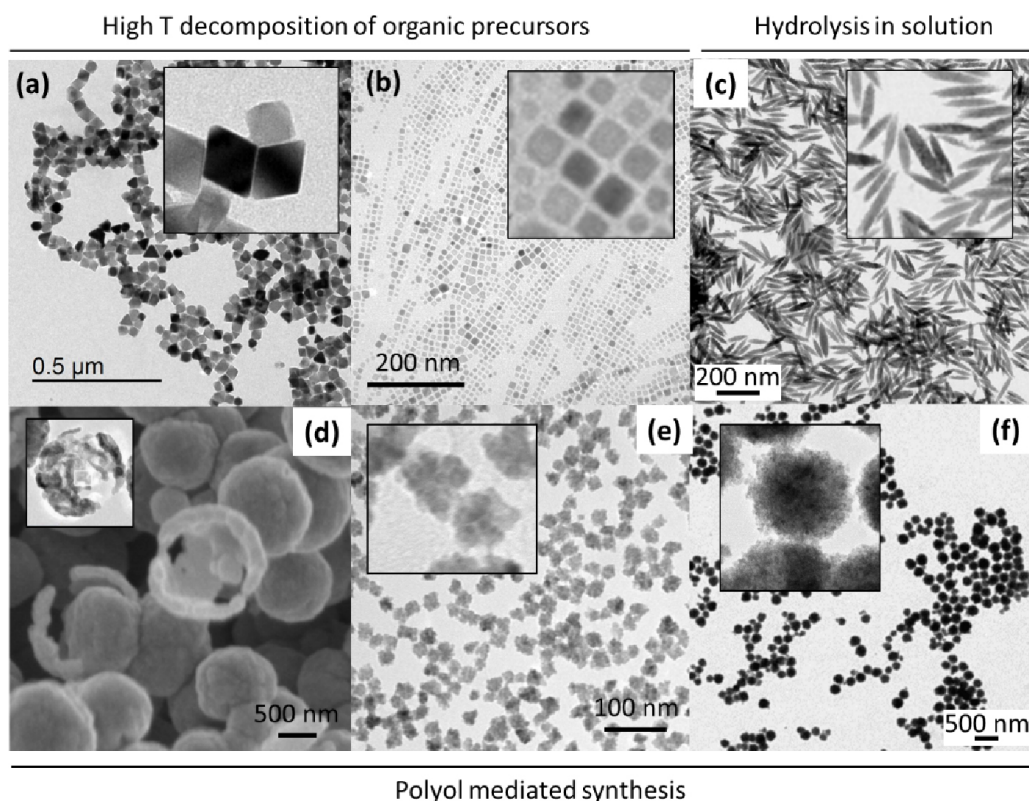 High T decomposition of organic precursors
Hydrolysis in solution
(a)
(b)
(c)
0.5 µm
200 nm
200 nm
(d)
(e)
(f)
500 nm
100 nm
500 nm
Polyol mediated synthesis